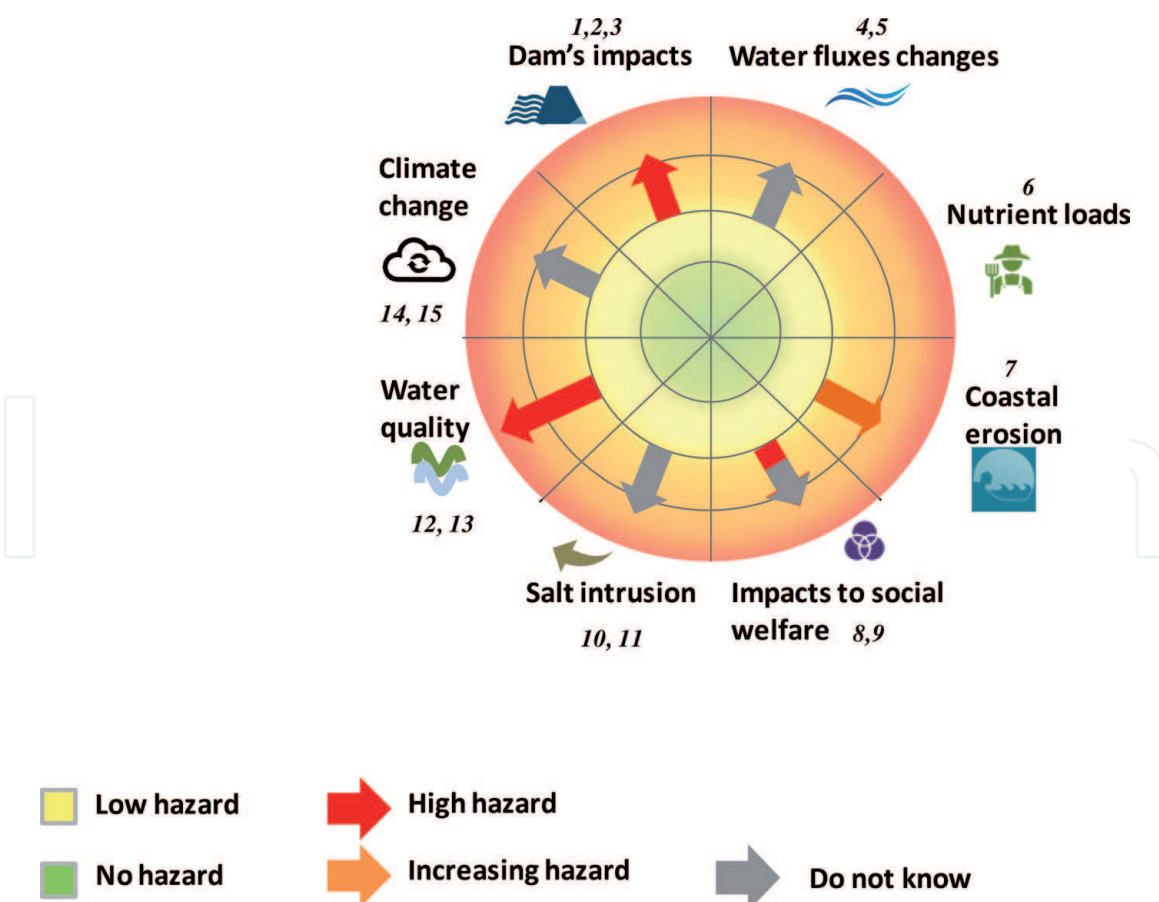 1,2,3
Dam's impacts
4,5
Water fluxes changes
6
Nutrient loads
7
Coastal
erosion
Impacts to social
welfare 8,9
Salt intrusion
10, 11
Water
quality
12, 13
Climate
change
14, 15
Low hazard
High hazard
No hazard
Increasing hazard
Do not know